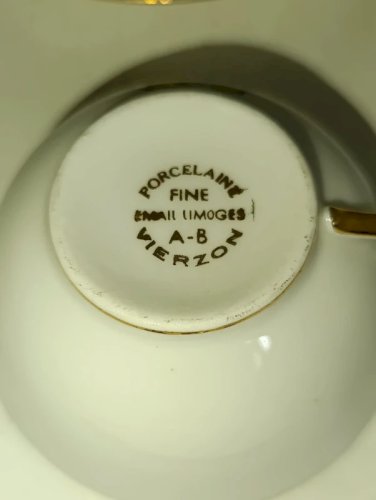 PORCELAINE
FINE
EMAIL LIMOGES
A-B
VIERZON